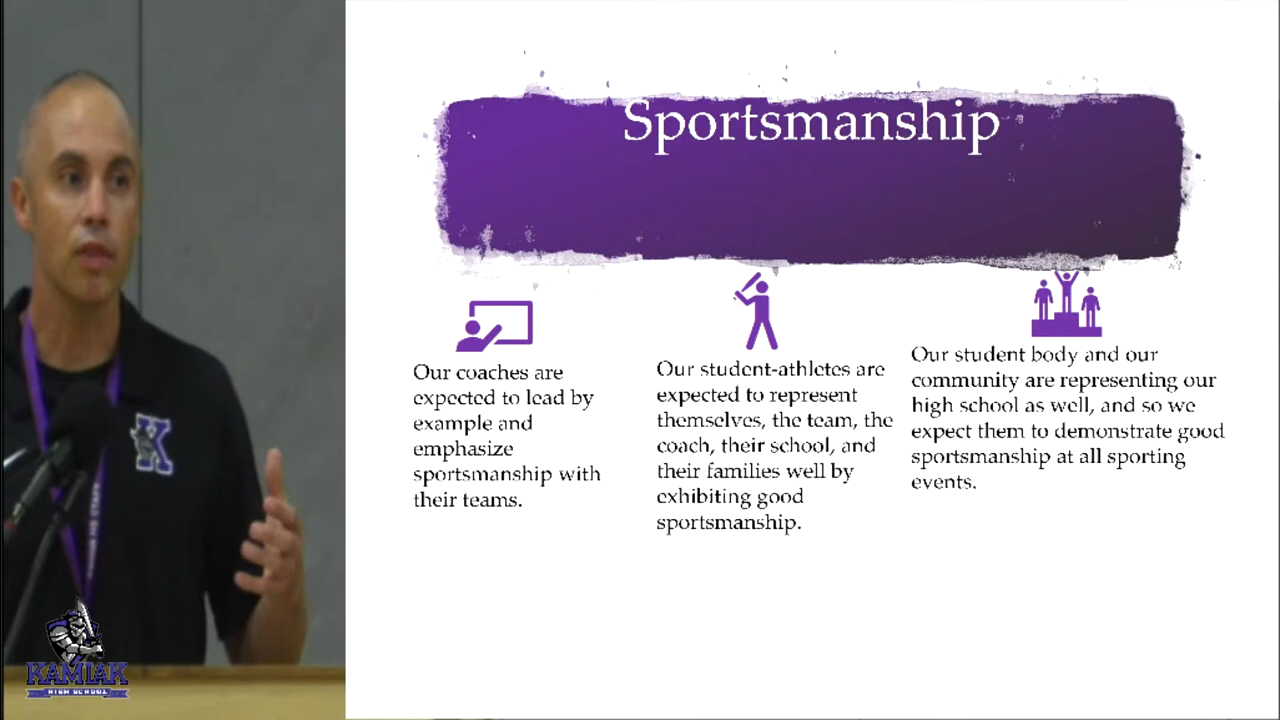 Sportsmanship
Our coaches are
expected to lead by
example and
emphasize
sportsmanship with
their teams.
Our student-athletes are
expected to represent
themselves, the team, the
coach, their school, and
their families well by
exhibiting good
sportsmanship.
Our student body and our
community are representing our
high school as well, and so we
expect them to demonstrate good
sportsmanship at all sporting
events.
K
KAMIAK
HIGH SCHOOL